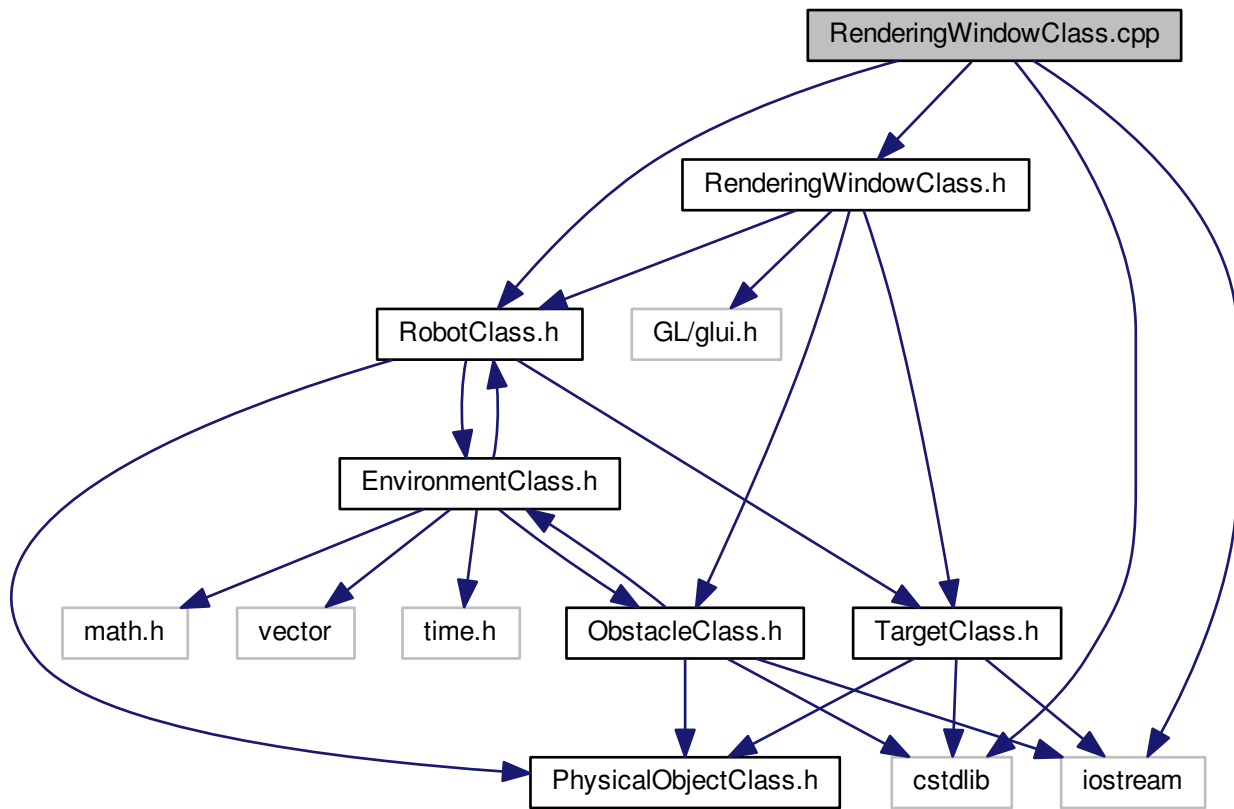 RenderingWindowClass.cpp
RenderingWindowClass.h
RobotClass.h
GL/glui.h
EnvironmentClass.h
math.h
vector
time.h
ObstacleClass.h
TargetClass.h
PhysicalObjectClass.h
cstdlib
iostream